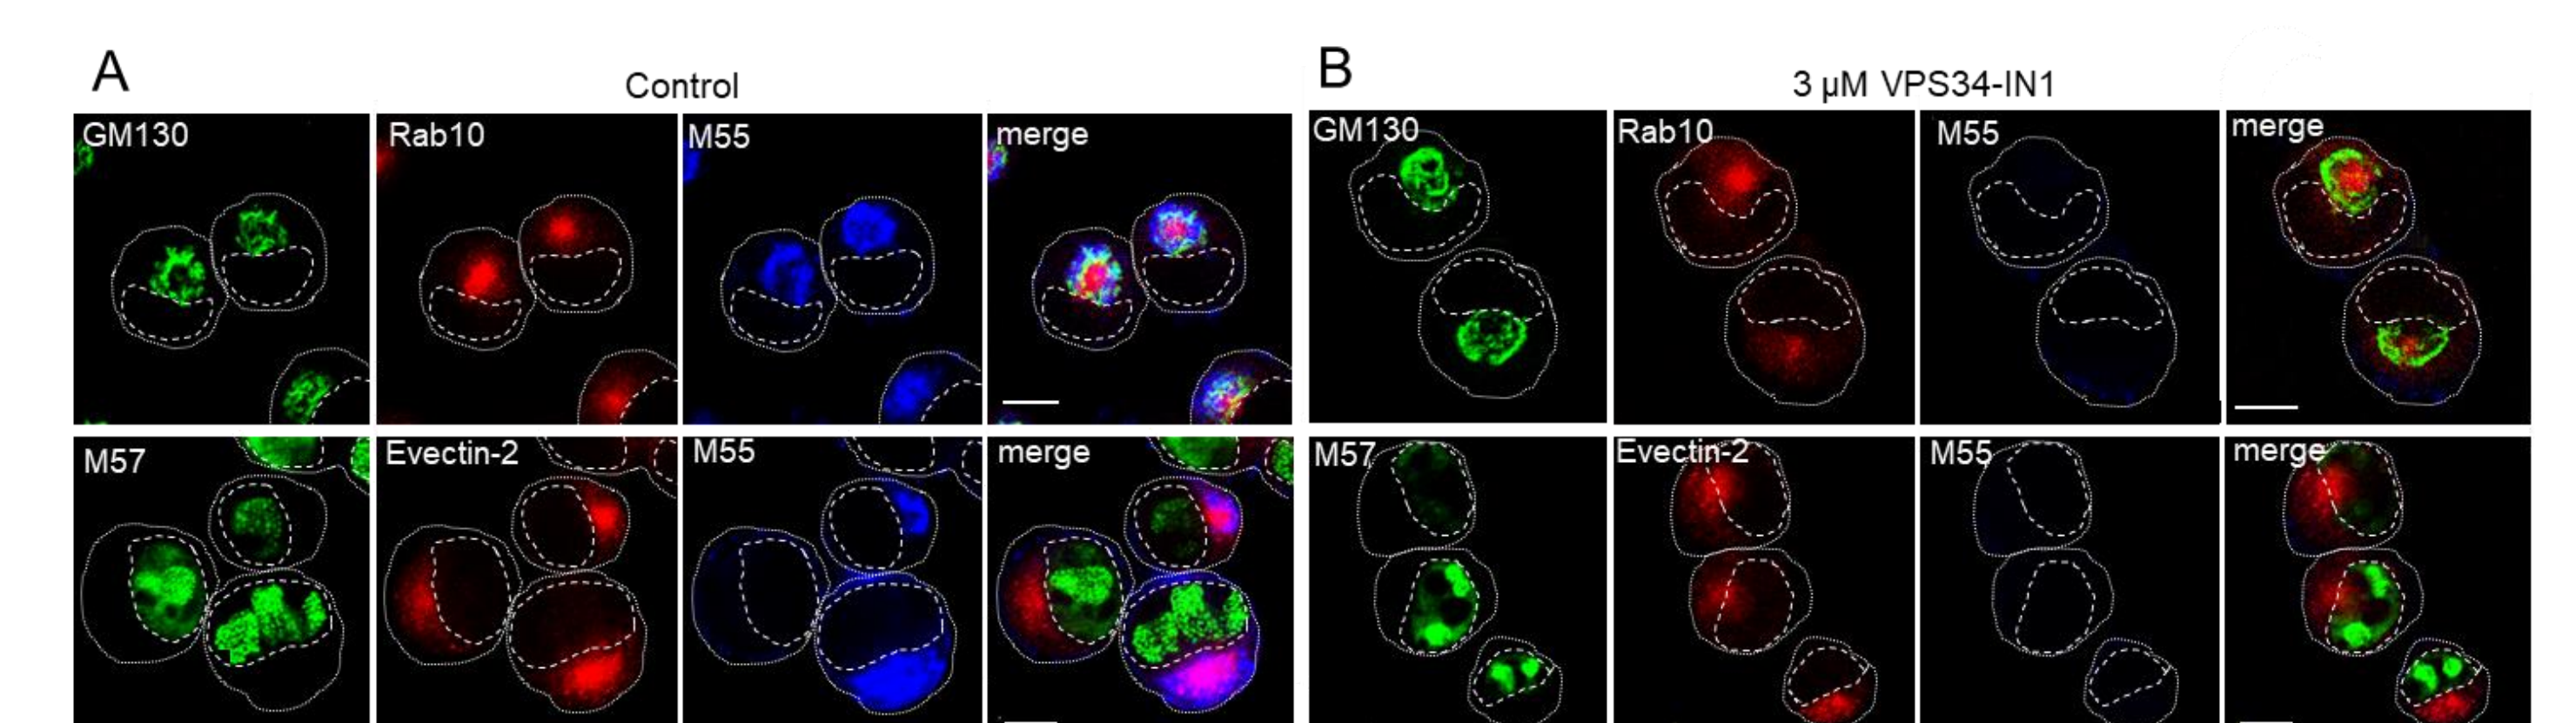 A
Control
B
3 µM VPS34-IN1
GM130
Rab10
M55
merge
GM130
Rab10
M55
merge
M57
Evectin-2
M55
merge
M57
Evectin-2
M55
merge